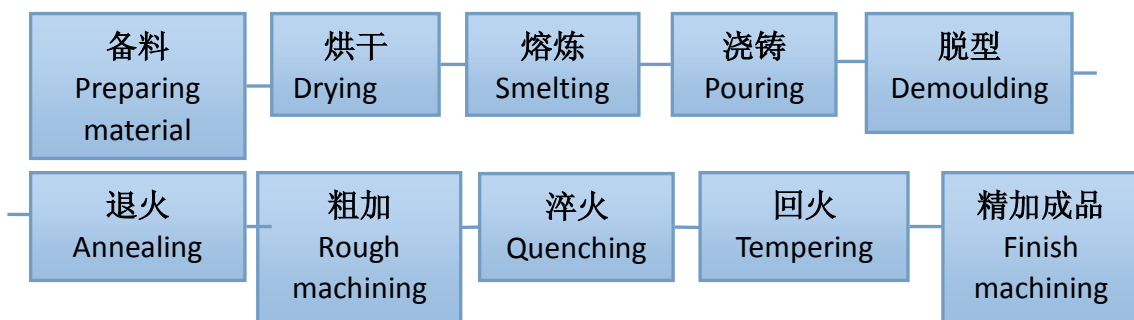 备料
Preparing
material
烘干
Drying
熔炼
Smelting
浇铸
Pouring
脱型
Demoulding
退火
Annealing
粗加
Rough
machining
淬火
Quenching
回火
Tempering
精加成品
Finish
machining